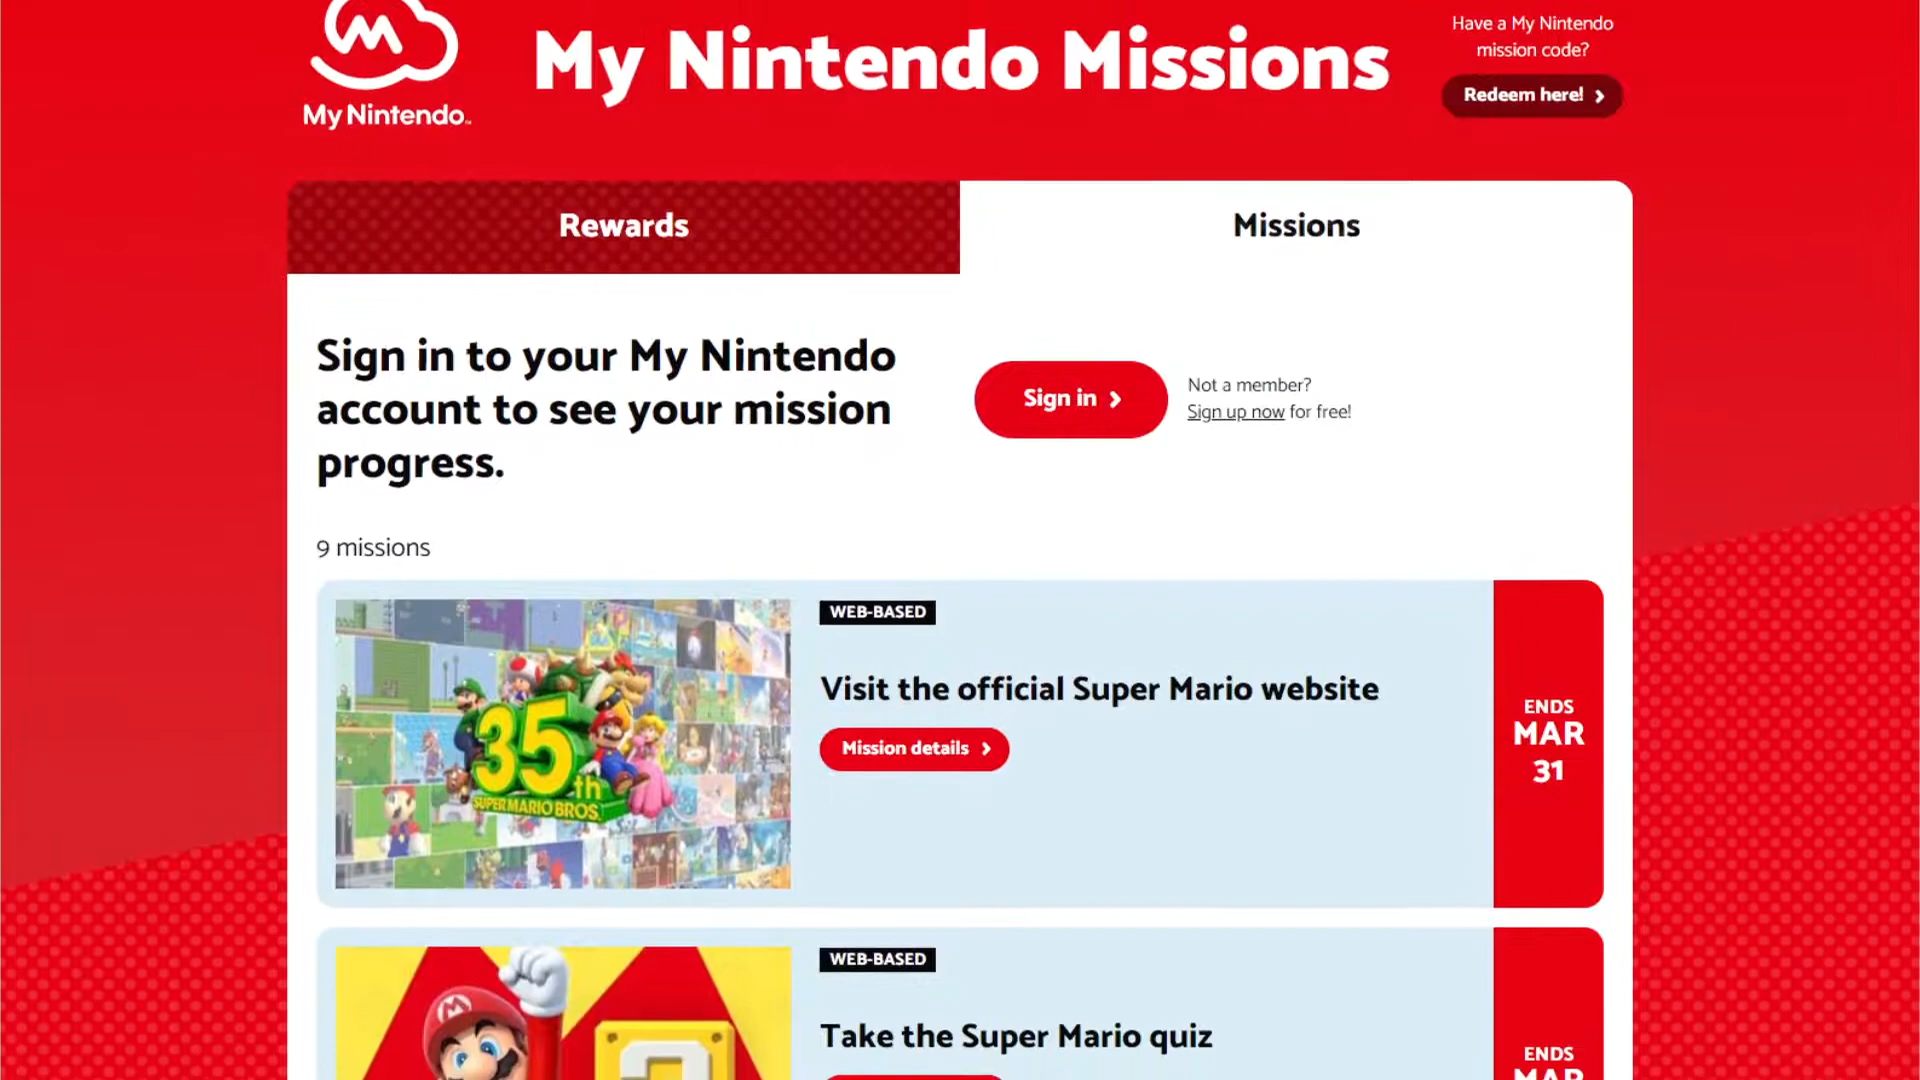 My Nintendo™
My Nintendo Missions
Have a My Nintendo
mission code?
Redeem here!
Rewards
Missions
Sign in to your My Nintendo
account to see your mission
progress.
Sign in
Not a member?
Sign up now for free!
9 missions
35th
SUPER MARIO BROS.
WEB-BASED
Visit the official Super Mario website
Mission details
ENDS
MAR
31
WEB-BASED
Take the Super Mario quiz
ENDS
MAR